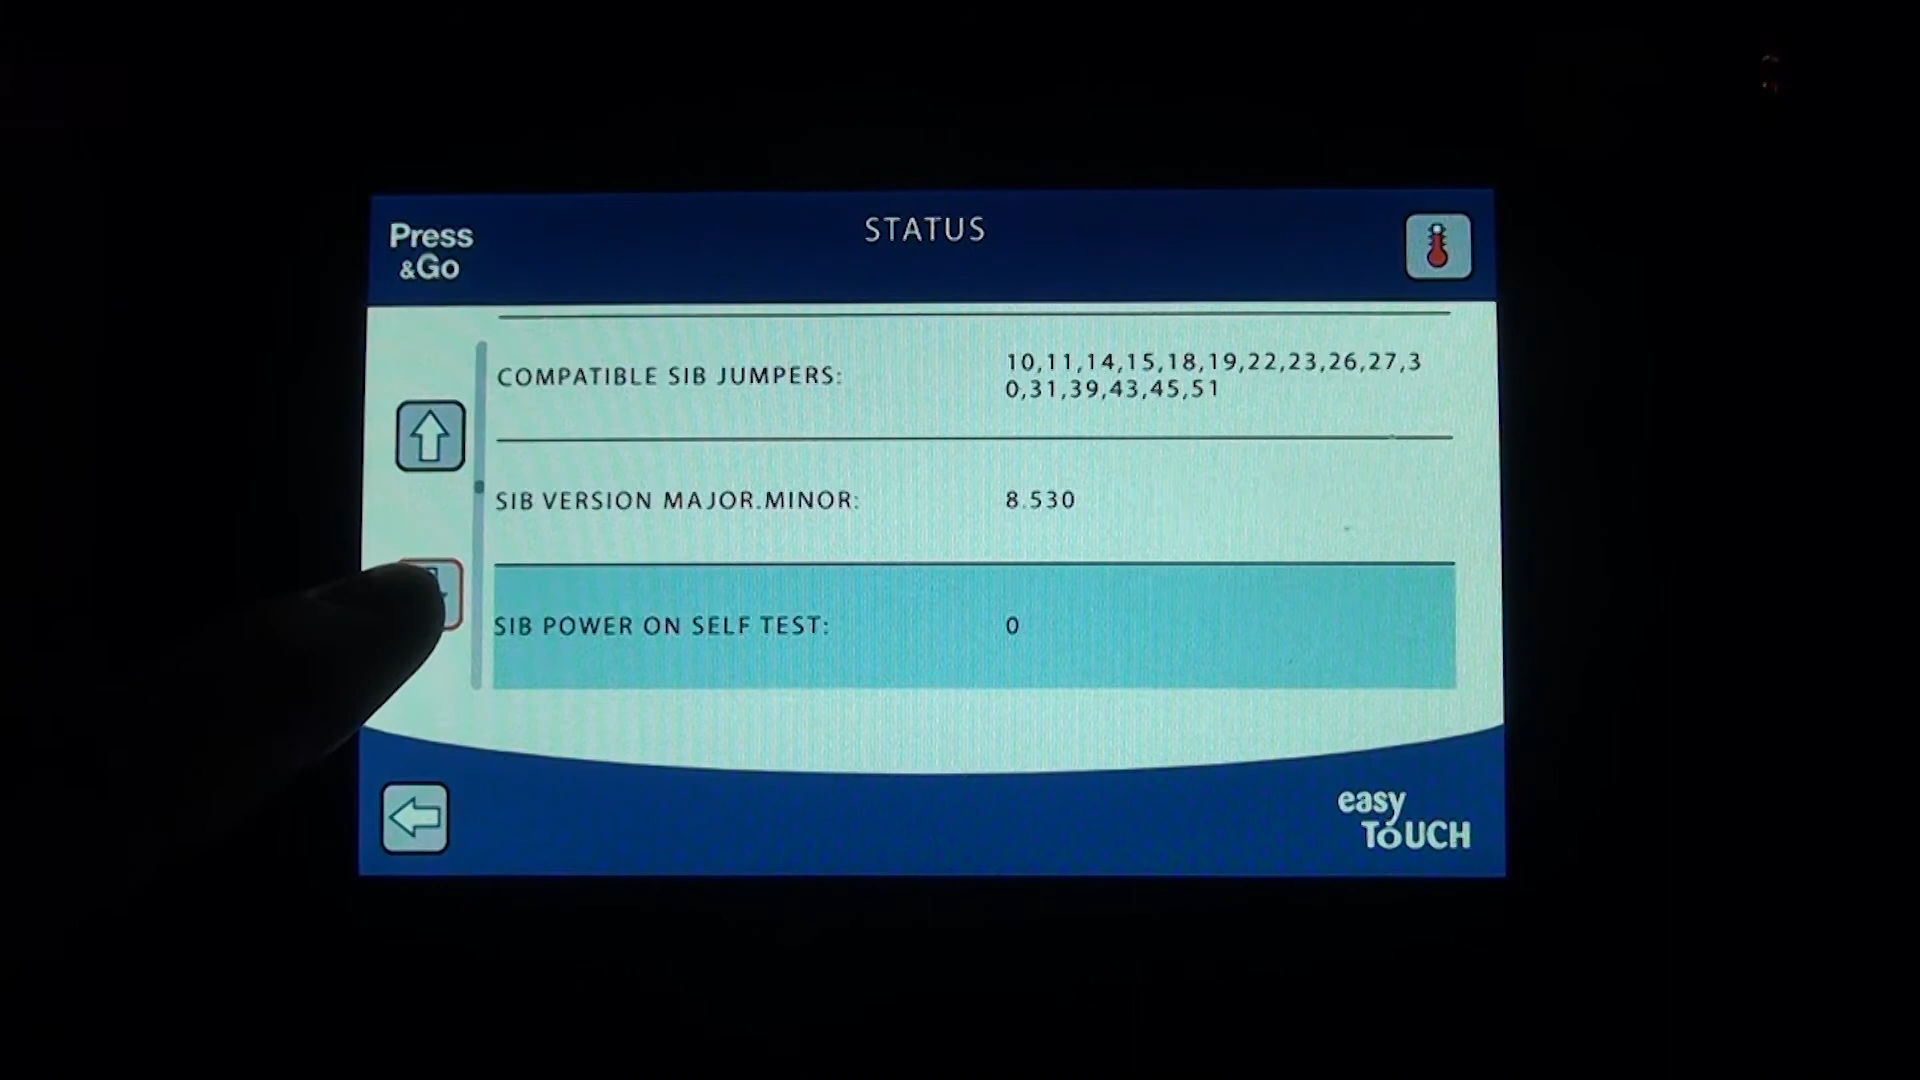 Press
&Go
STATUS
COMPATIBLE SIB JUMPERS:
10,11,14,15,18,19,22,23,26,27,3
0,31,39,43,45,51
SIB VERSION MAJOR.MINOR:
8.530
SIB POWER ON SELF TEST:
0
easy
TOUCH